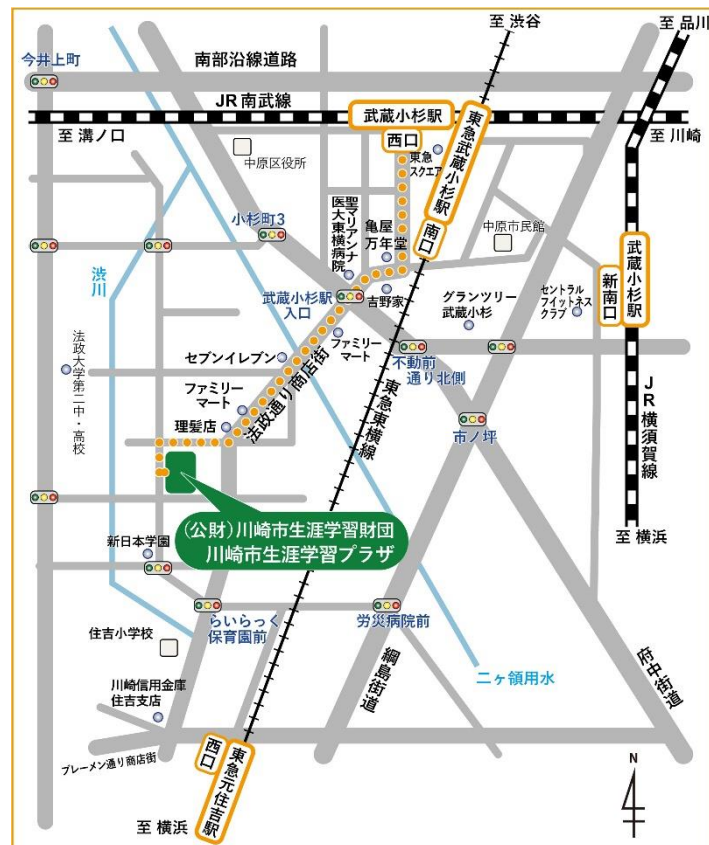 至 渋谷
至 品川
今井上町
南部沿線道路
JR 南武線
武蔵小杉駅
西口
至 溝ノ口
至 川崎
東急武蔵小杉駅
南口
東急
スクエア
中原区役所
小杉町3
聖マリアンナ
医大東横病院
亀屋
万年堂
中原市民館
武蔵小杉駅
新南口
渋川
武蔵小杉駅
入口
吉野家
グランツリー
武蔵小杉
セントラル
フィットネス
クラブ
法政大学第二中・高校
セブンイレブン
ファミリー
マート
不動前
通り北側
ファミリー
マート
法政通り商店街
東急東横線
理髪店
市ノ坪
JR横須賀線
(公財)川崎市生涯学習財団
川崎市生涯学習プラザ
至 横浜
新日本学園
らいらっく
保育園前
労災病院前
住吉小学校
綱島街道
二ヶ領用水
府中街道
川崎信用金庫
住吉支店
ブレーメン通り商店街
西口
東急元住吉駅
至 横浜
N